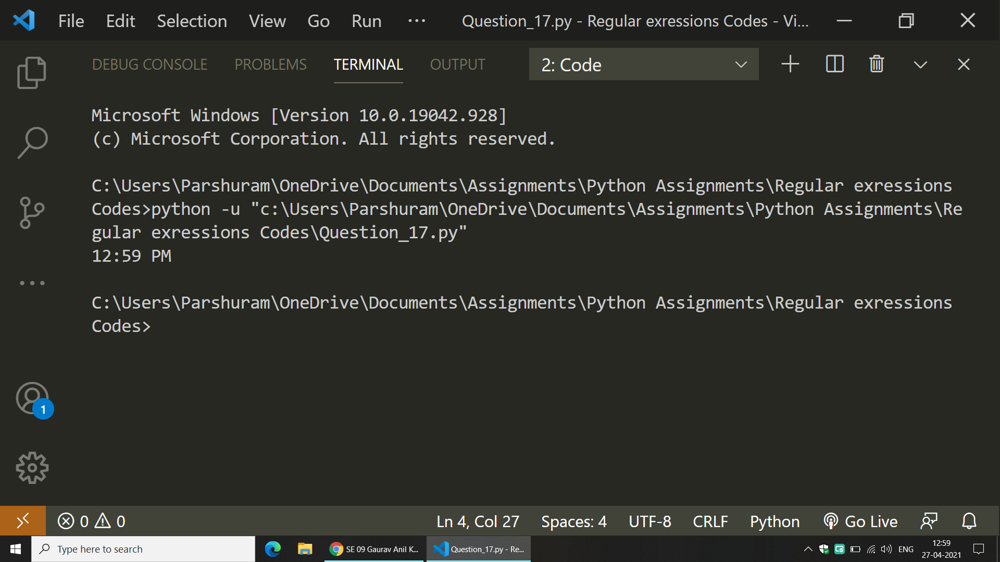 File Edit Selection View Go Run ··· Question_17.py - Regular exressions Codes - Vi...
DEBUG CONSOLE PROBLEMS TERMINAL OUTPUT 2: Code
Microsoft Windows [Version 10.0.19042.928]
(c) Microsoft Corporation. All rights reserved.
C:\Users\Parshuram\OneDrive\Documents\Assignments\Python Assignments\Regular exressions
Codes>python -u "c:\Users\Parshuram\OneDrive\Documents\Assignments\Python Assignments\Re
gular exressions Codes\Question_17.py"
12:59 PM
C:\Users\Parshuram\OneDrive\Documents\Assignments\Python Assignments\Regular exressions
Codes>
1
0 0 Ln 4, Col 27 Spaces: 4 UTF-8 CRLF Python Go Live
Type here to search SE 09 Gaurav Anil K... Question_17.py - Re... ENG 12:59
27-04-2021